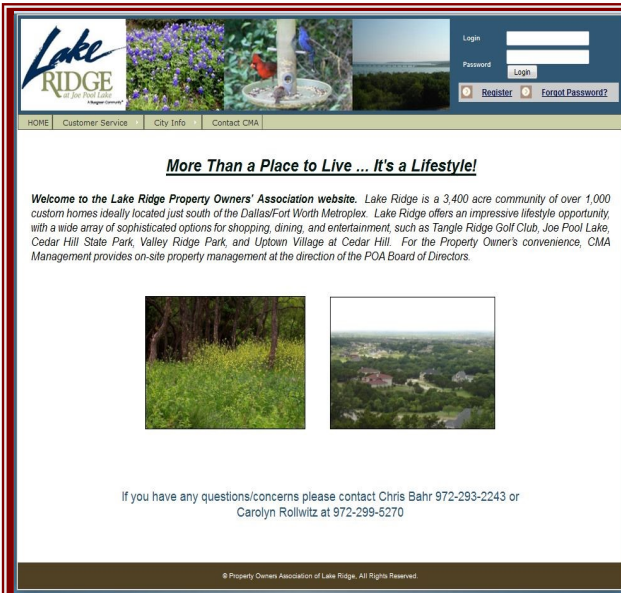 Lake
RIDGE
at Joe Pool Lake
Login
Password
Login
Register Forgot Password?
HOME Customer Service City Info Contact CMA
More Than a Place to Live ... It's a Lifestyle!
Welcome to the Lake Ridge Property Owners' Association website. Lake Ridge is a 3,400 acre community of over 1,000
custom homes ideally located just south of the Dallas/Fort Worth Metroplex. Lake Ridge offers an impressive lifestyle opportunity,
with a wide array of sophisticated options for shopping, dining, and entertainment, such as Tangle Ridge Golf Club, Joe Pool Lake,
Cedar Hill State Park, Valley Ridge Park, and Uptown Village at Cedar Hill. For the Property Owner's convenience, CMA
Management provides on-site property management at the direction of the POA Board of Directors.
If you have any questions/concerns please contact Chris Bahr 972-293-2243 or
Carolyn Rollwitz at 972-299-5270
© Property Owners Association of Lake Ridge, All Rights Reserved.